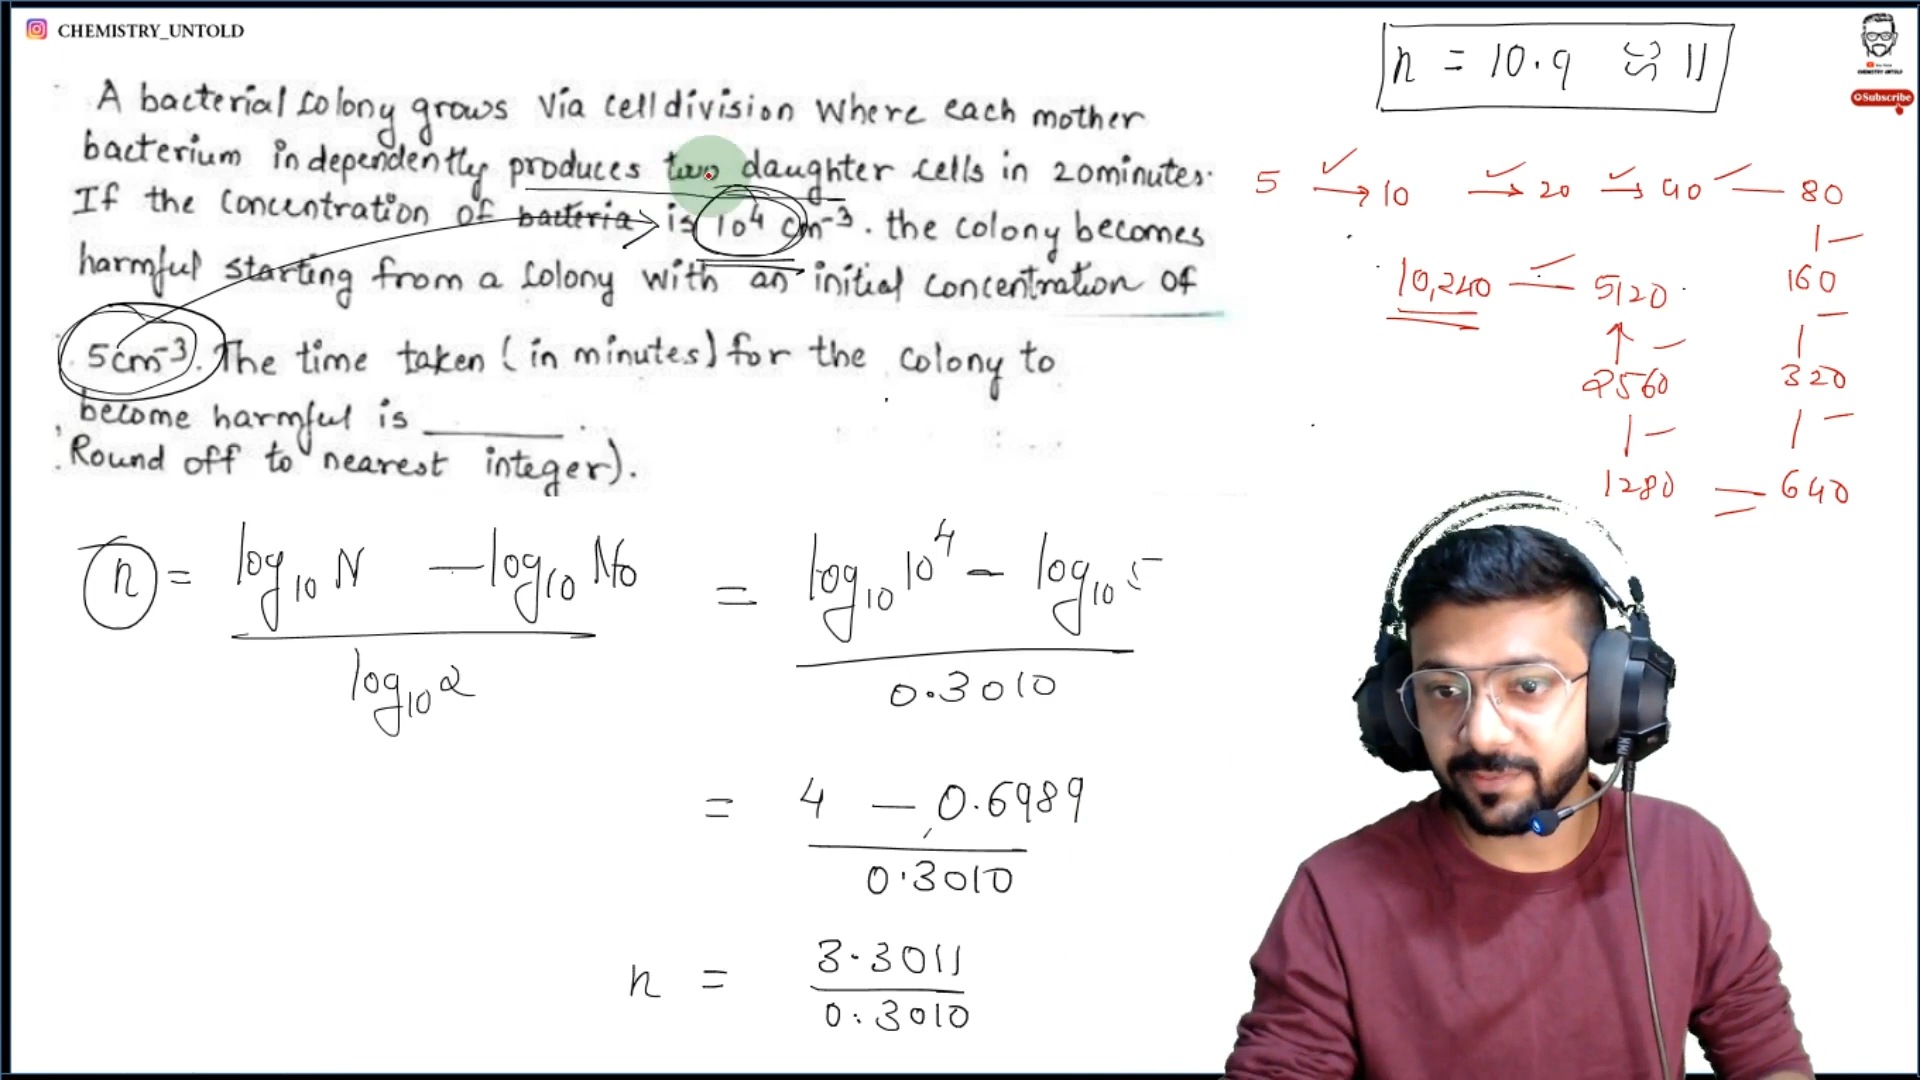 CHEMISTRY_UNTOLD
A bacterial colony grows via cell division where each mother
bacterium independently produces two daughter cells in 20 minutes.
If the concentration of bacteria is 10⁴ cm⁻³. the colony becomes
harmful starting from a colony with an initial concentration of
5cm⁻³. The time taken (in minutes) for the colony to
become harmful is ______.
Round off to nearest integer).
n = 10.9 ≈ 11
CHEMISTRY UNTOLD
Subscribe
5 → 10 → 20 → 40 — 80
160
320
640
1280
2560
5120
10,240
n = log₁₀ N − log₁₀ N₀ = log₁₀ 10⁴ − log₁₀ 5
log₁₀ 2
0.3010
= 4 − 0.6989
0.3010
n = 3.3011
0.3010